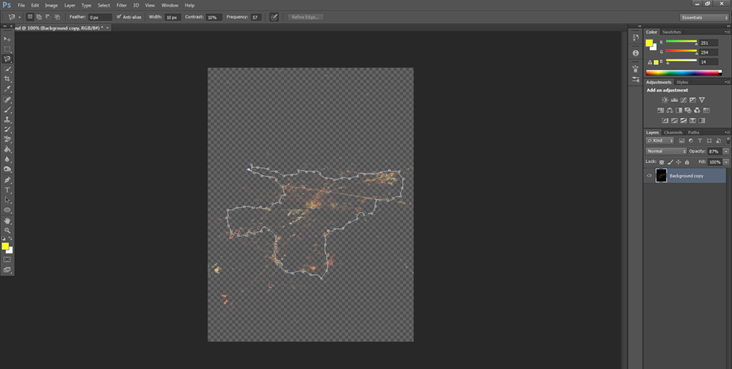 Ps File Edit Image Layer Type Select Filter 3D View Window Help
Feather: 0 px Anti-alias Width: 10 px Contrast: 10% Frequency: 57 Refine Edge... Essentials
@ 100% (Background copy, RGB/8#) * ×
Color Swatches
R 251
G 254
B 14
Adjustments Styles
Add an adjustment
Layers Channels Paths
Kind
Normal Opacity: 87%
Lock: Fill: 100%
Background copy